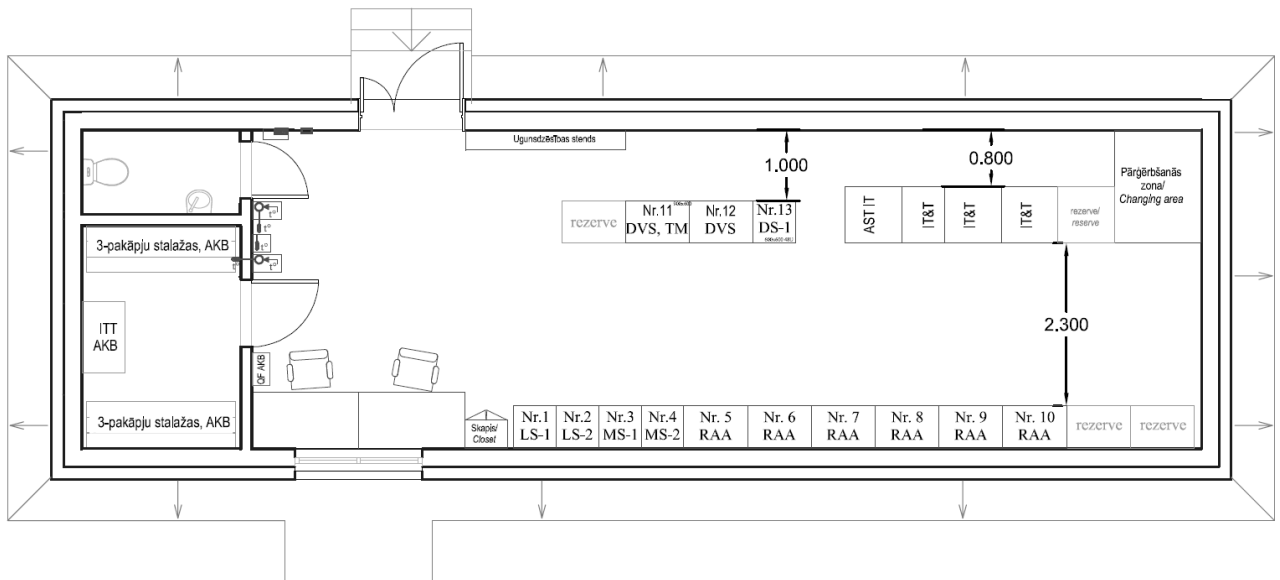 Ugunsdzēsības stends
1.000
0.800
Pārģērbšanās
zona/
Changing area
Nr.11
DVS, TM
Nr.12
DVS
Nr.13
DS-1
rezerve
AST IT
IT&T
IT&T
IT&T
rezerve/
reserve
t°
t°
t°
t°
3-pakāpju stalažas, AKB
ITT
AKB
3-pakāpju stalažas, AKB
QF AKB
2.300
Skapis/
Closet
Nr.1
LS-1
Nr.2
LS-2
Nr.3
MS-1
Nr.4
MS-2
Nr. 5
RAA
Nr. 6
RAA
Nr. 7
RAA
Nr. 8
RAA
Nr. 9
RAA
Nr. 10
RAA
rezerve
rezerve